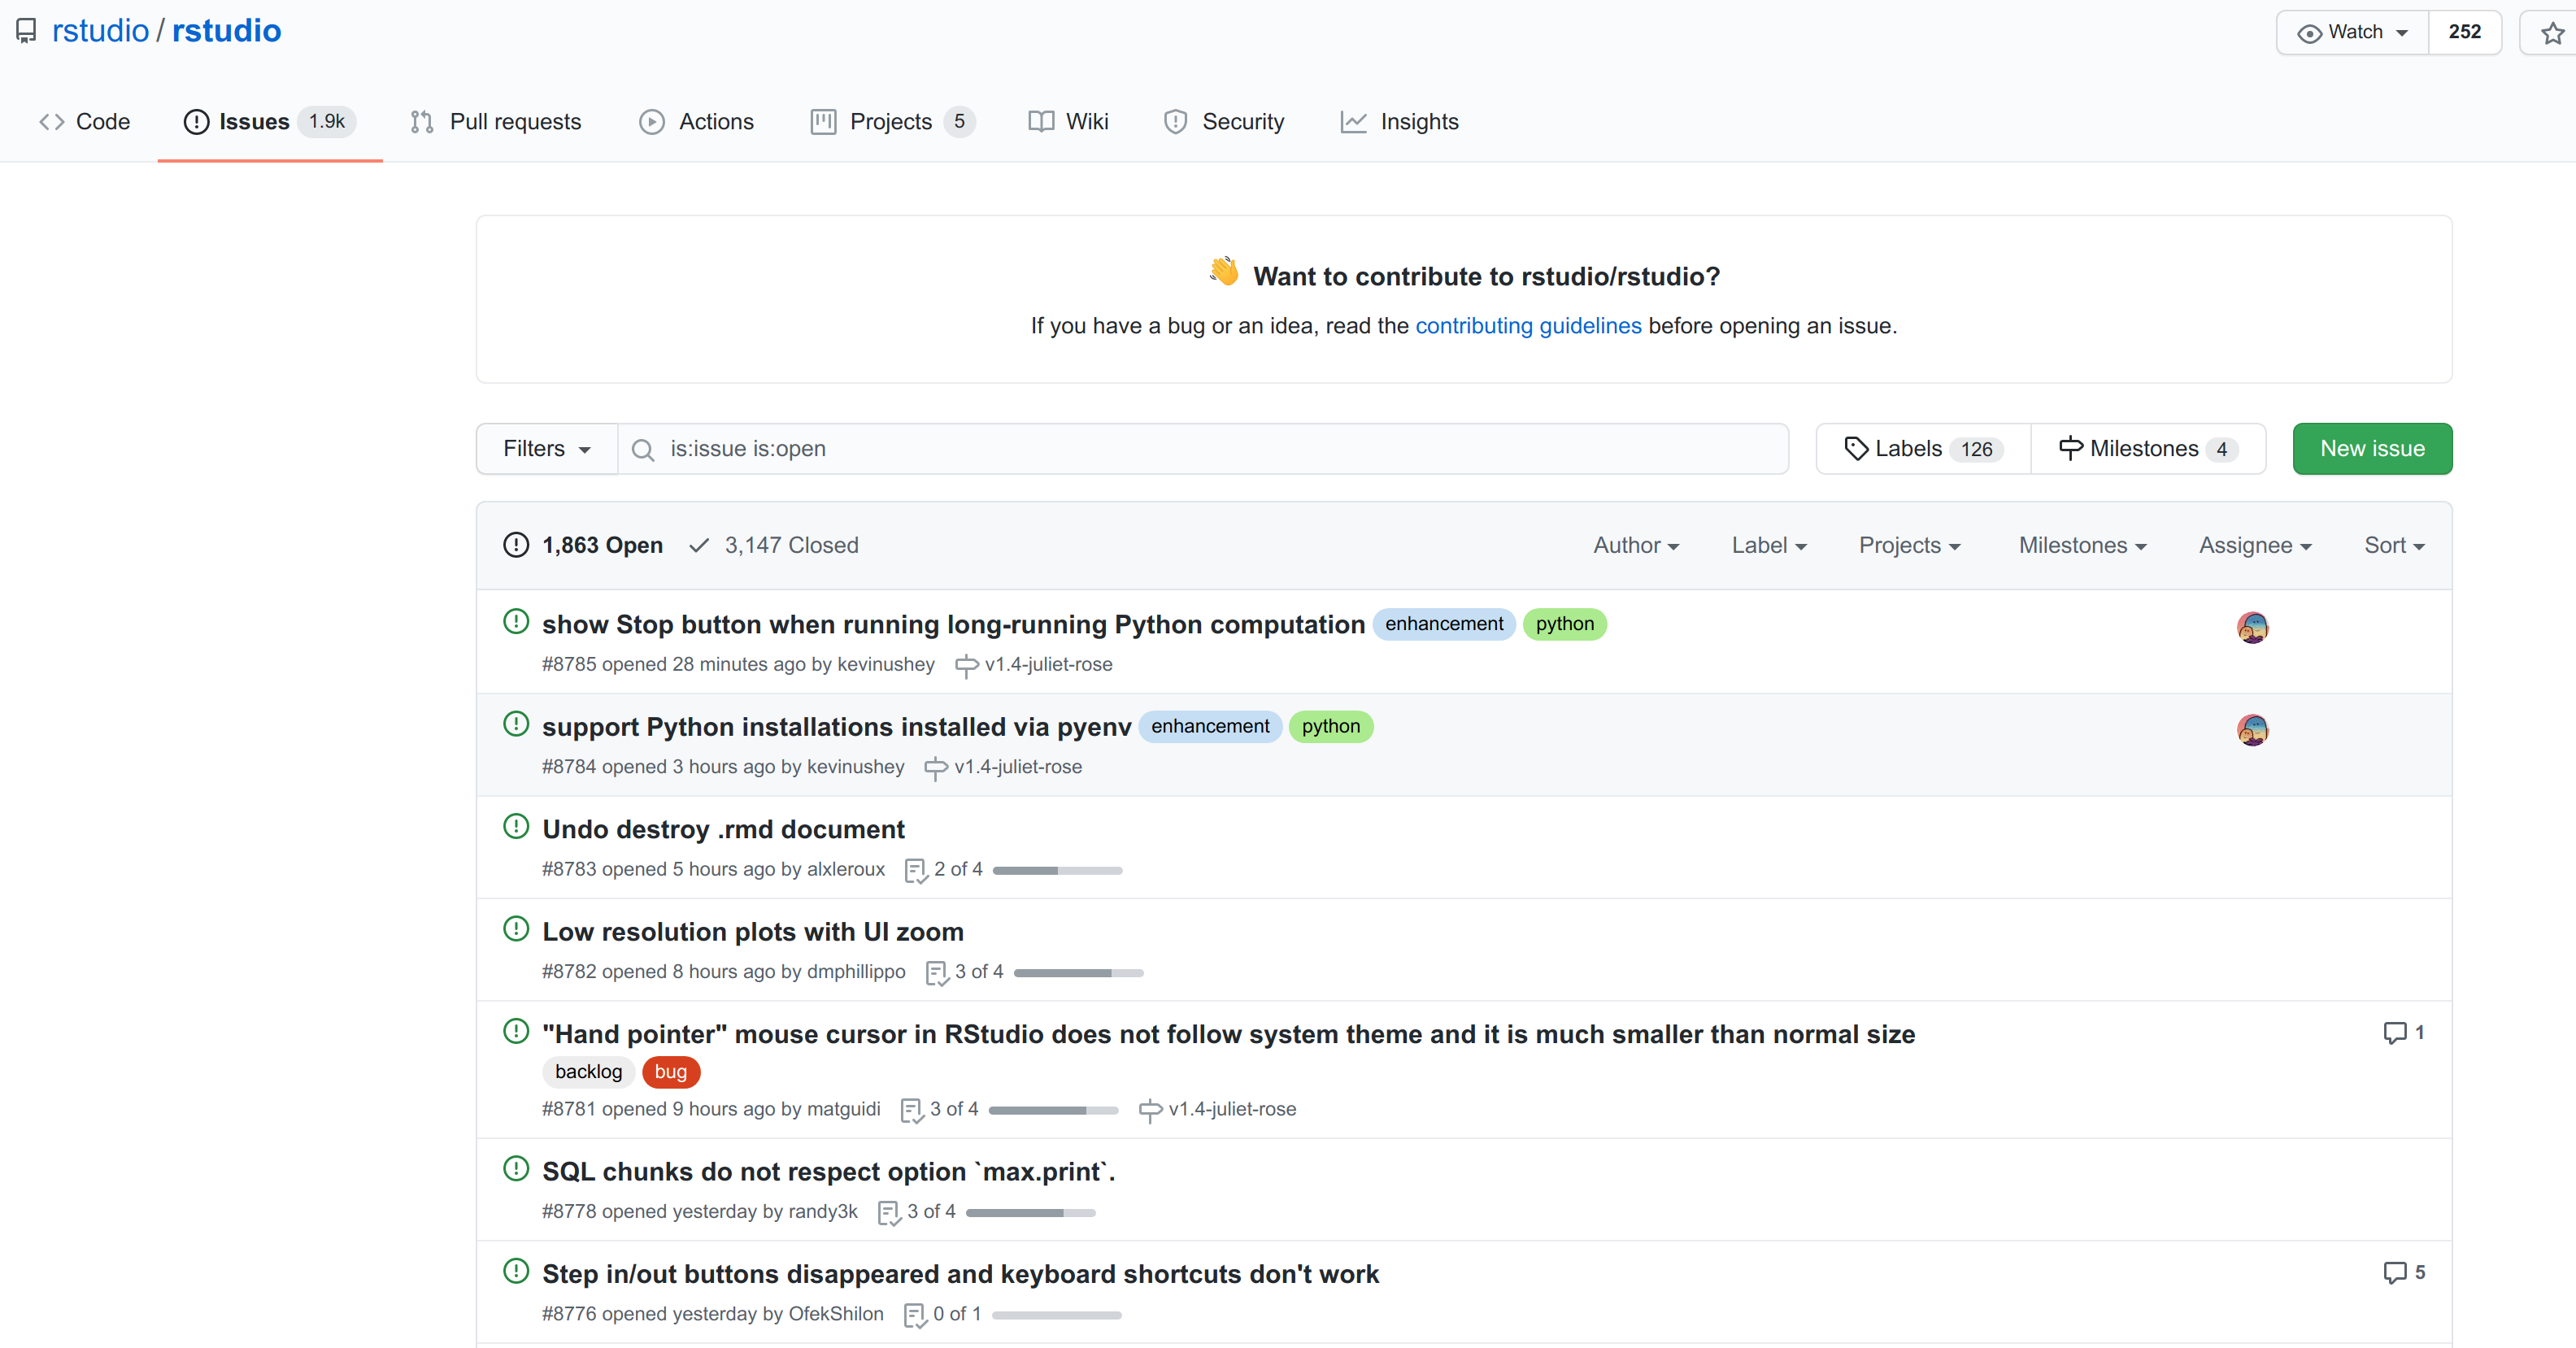 rstudio / rstudio
Watch 252
Code Issues 1.9k Pull requests Actions Projects 5 Wiki Security Insights
👋 Want to contribute to rstudio/rstudio?
If you have a bug or an idea, read the contributing guidelines before opening an issue.
Filters is:issue is:open Labels 126 Milestones 4 New issue
1,863 Open 3,147 Closed Author Label Projects Milestones Assignee Sort
show Stop button when running long-running Python computation enhancement python
#8785 opened 28 minutes ago by kevinushey v1.4-juliet-rose
support Python installations installed via pyenv enhancement python
#8784 opened 3 hours ago by kevinushey v1.4-juliet-rose
Undo destroy .rmd document
#8783 opened 5 hours ago by alxleroux 2 of 4
Low resolution plots with UI zoom
#8782 opened 8 hours ago by dmphillippo 3 of 4
"Hand pointer" mouse cursor in RStudio does not follow system theme and it is much smaller than normal size 1
backlog bug
#8781 opened 9 hours ago by matguidi 3 of 4 v1.4-juliet-rose
SQL chunks do not respect option `max.print`.
#8778 opened yesterday by randy3k 3 of 4
Step in/out buttons disappeared and keyboard shortcuts don't work 5
#8776 opened yesterday by OfekShilon 0 of 1